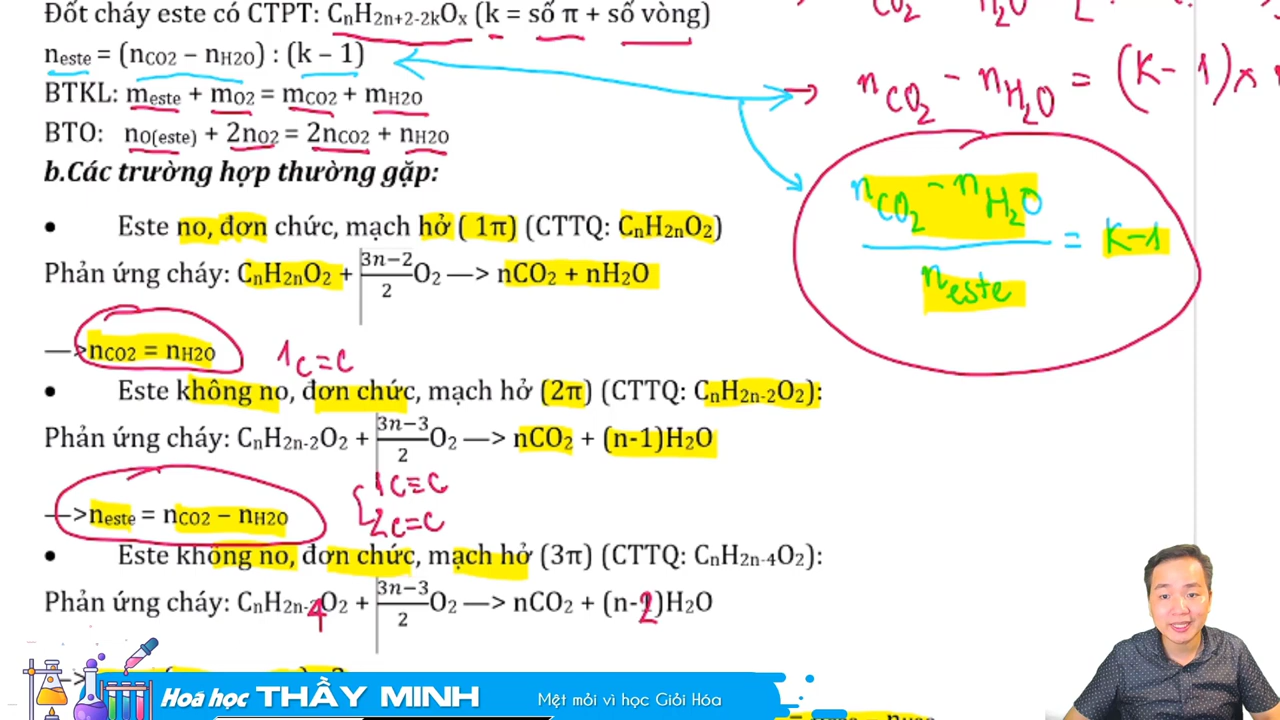 Đốt cháy este có CTPT: CnH2n+2-2kOx (k = số π + số vòng)
neste = (nCO2 – nH2O) : (k – 1)
BTKL: meste + mO2 = mCO2 + mH2O
BTO: nO(este) + 2nO2 = 2nCO2 + nH2O
b.Các trường hợp thường gặp:
• Este no, đơn chức, mạch hở ( 1π) (CTTQ: CnH2nO2)
Phản ứng cháy: CnH2nO2 + 3n−2/2 O2 —> nCO2 + nH2O
—>nCO2 = nH2O
1C=C
• Este không no, đơn chức, mạch hở (2π) (CTTQ: CnH2n-2O2):
Phản ứng cháy: CnH2n-2O2 + 3n−3/2 O2 —> nCO2 + (n-1)H2O
1C=C
—>neste = nCO2 – nH2O
2C=C
• Este không no, đơn chức, mạch hở (3π) (CTTQ: CnH2n-4O2):
Phản ứng cháy: CnH2n-4O2 + 3n−3/2 O2 —> nCO2 + (n-2)H2O
CO2 H2O
→ nCO2 - nH2O = (K-1)×
nCO2 - nH2O / neste = K-1
Hoá học THẦY MINH
Mệt mỏi vì học Giỏi Hóa